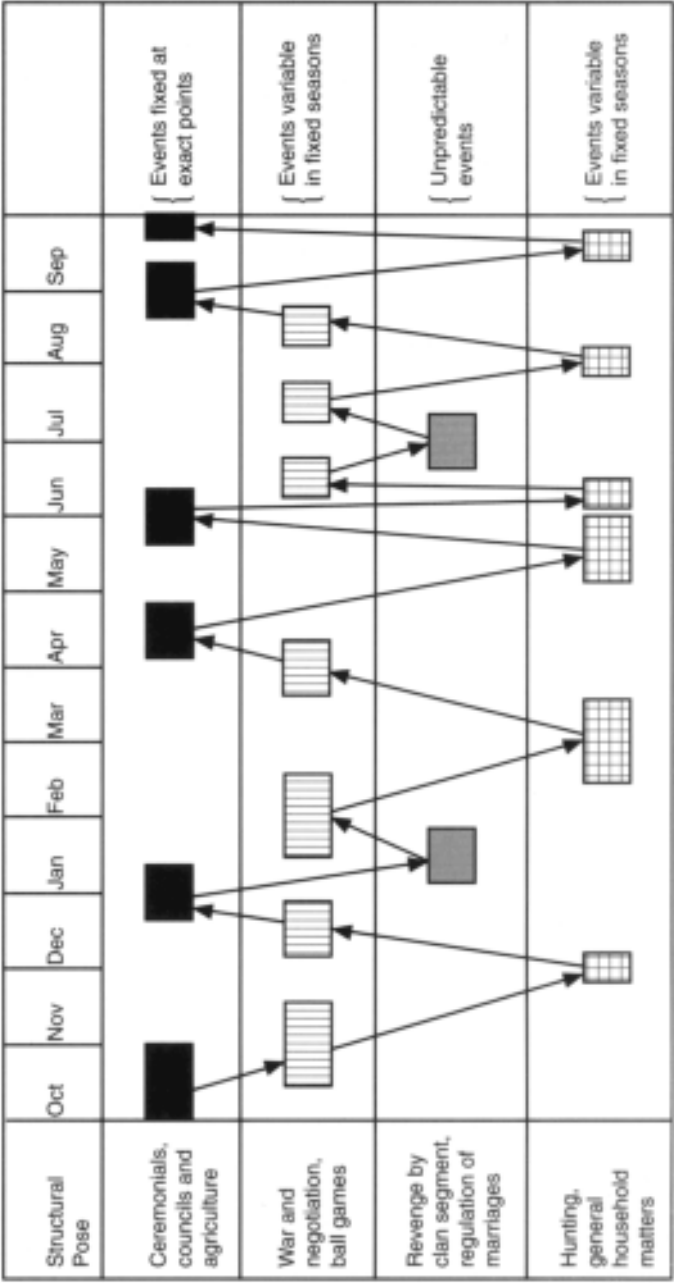 Structural
Pose
Oct
Nov
Dec
Jan
Feb
Mar
Apr
May
Jun
Jul
Aug
Sep
Ceremonials,
councils and
agriculture
{ Events fixed at
{ exact points
War and
negotiation,
ball games
{ Events variable
{ in fixed seasons
Revenge by
clan segment,
regulation of
marriages
{ Unpredictable
{ events
Hunting,
general
household
matters
{ Events variable
{ in fixed seasons